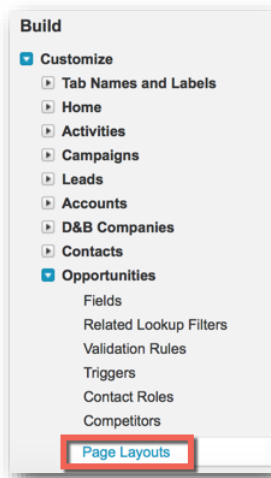 Build
Customize
Tab Names and Labels
Home
Activities
Campaigns
Leads
Accounts
D&B Companies
Contacts
Opportunities
Fields
Related Lookup Filters
Validation Rules
Triggers
Contact Roles
Competitors
Page Layouts